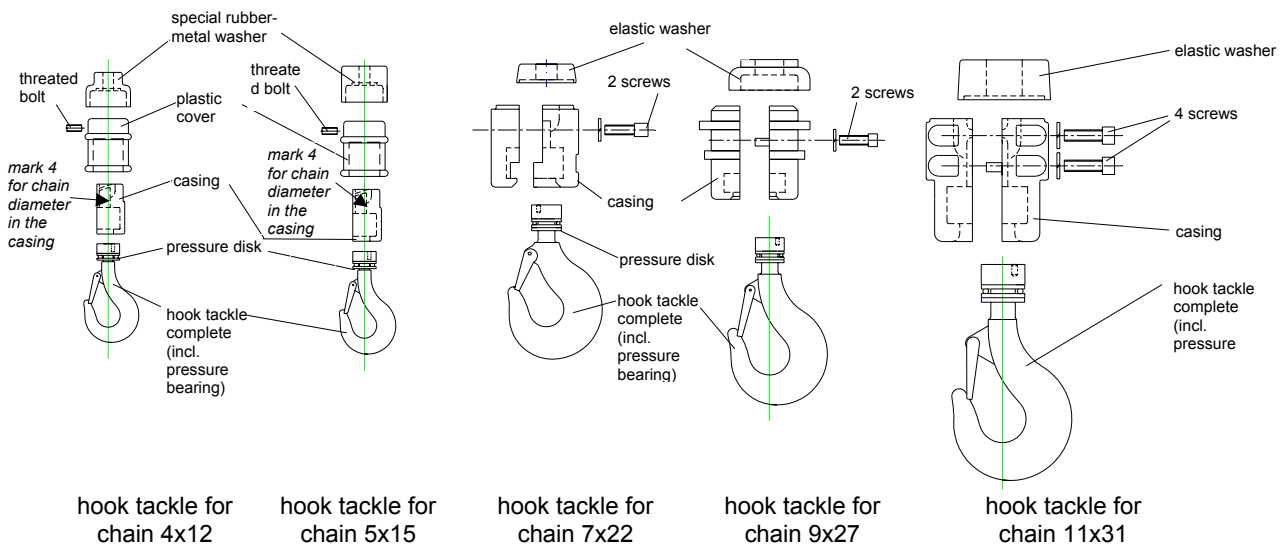 special rubber-
metal washer
threated
bolt
plastic
cover
mark 4
for chain
diameter
in the
casing
casing
pressure disk
hook tackle
complete
(incl.
pressure
bearing)
threate
d bolt
mark 4
for chain
diameter
in the
casing
elastic washer
2 screws
casing
pressure disk
hook tackle
complete
(incl.
pressure
bearing)
2 screws
elastic washer
4 screws
casing
hook tackle
complete
(incl.
pressure
hook tackle for
chain 4x12
hook tackle for
chain 5x15
hook tackle for
chain 7x22
hook tackle for
chain 9x27
hook tackle for
chain 11x31